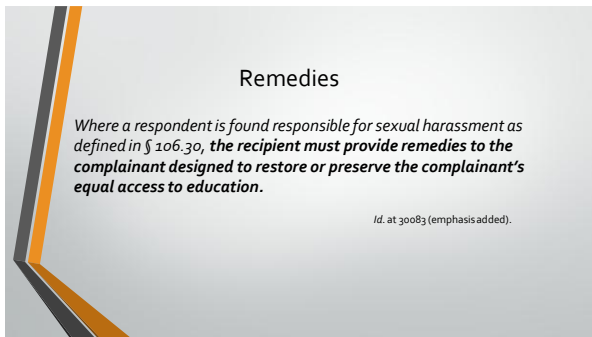 Remedies
Where a respondent is found responsible for sexual harassment as
defined in § 106.30, the recipient must provide remedies to the
complainant designed to restore or preserve the complainant's
equal access to education.
Id. at 30083 (emphasis added).